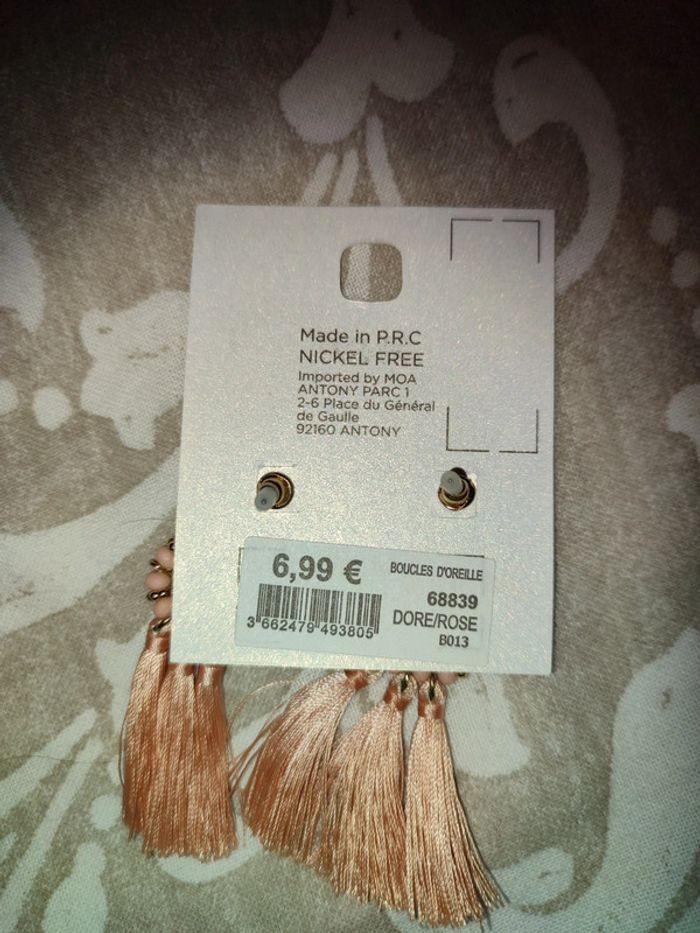 Made in P.R.C
NICKEL FREE
Imported by MOA
ANTONY PARC 1
2-6 Place du Général
de Gaulle
92160 ANTONY
6,99 €
BOUCLES D'OREILLE
68839
DORE/ROSE
B013
3 662479 493805